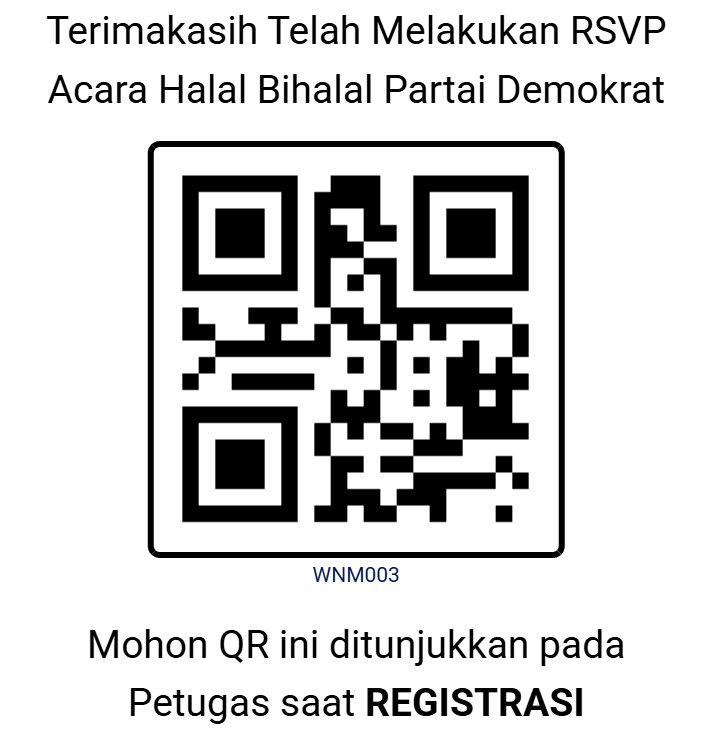 Terimakasih Telah Melakukan RSVP
Acara Halal Bihalal Partai Demokrat
WNM003
Mohon QR ini ditunjukkan pada
Petugas saat REGISTRASI